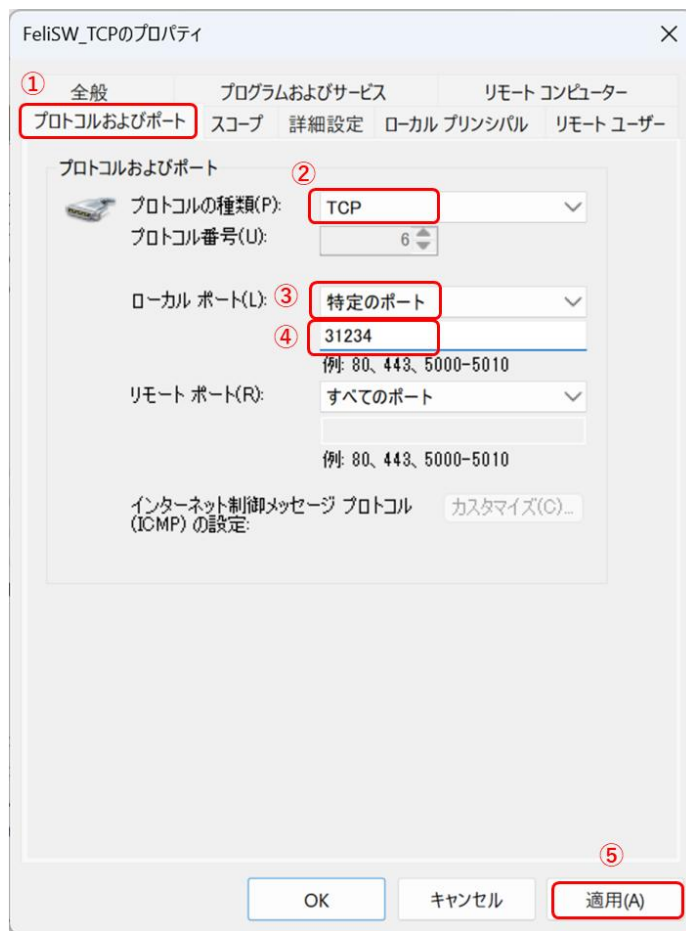 FeliSW_TCPのプロパティ
①
全般 プログラムおよびサービス リモート コンピューター
プロトコルおよびポート スコープ 詳細設定 ローカル プリンシパル リモート ユーザー
プロトコルおよびポート
②
プロトコルの種類(P): TCP
プロトコル番号(U): 6
ローカル ポート(L): ③ 特定のポート
④ 31234
例: 80、443、5000-5010
リモート ポート(R): すべてのポート
例: 80、443、5000-5010
インターネット制御メッセージ プロトコル カスタマイズ(C)...
(ICMP) の設定:
⑤
OK キャンセル 適用(A)